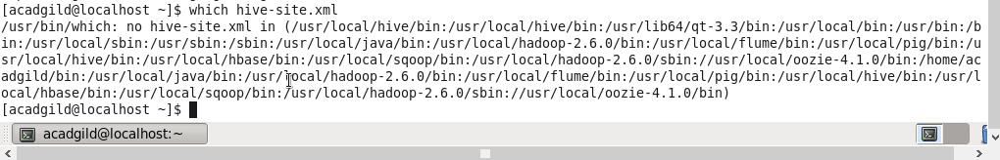 [acadgild@localhost ~]$ which hive-site.xml
/usr/bin/which: no hive-site.xml in (/usr/local/hive/bin:/usr/local/hive/bin:/usr/lib64/qt-3.3/bin:/usr/local/bin:/usr/bin:/b
in:/usr/local/sbin:/usr/sbin:/sbin:/usr/local/java/bin:/usr/local/hadoop-2.6.0/bin:/usr/local/flume/bin:/usr/local/pig/bin:/u
sr/local/hive/bin:/usr/local/hbase/bin:/usr/local/sqoop/bin:/usr/local/hadoop-2.6.0/sbin://usr/local/oozie-4.1.0/bin:/home/ac
adgild/bin:/usr/local/java/bin:/usr/local/hadoop-2.6.0/bin:/usr/local/flume/bin:/usr/local/pig/bin:/usr/local/hive/bin:/usr/l
ocal/hbase/bin:/usr/local/sqoop/bin:/usr/local/hadoop-2.6.0/sbin://usr/local/oozie-4.1.0/bin)
[acadgild@localhost ~]$
acadgild@localhost:~